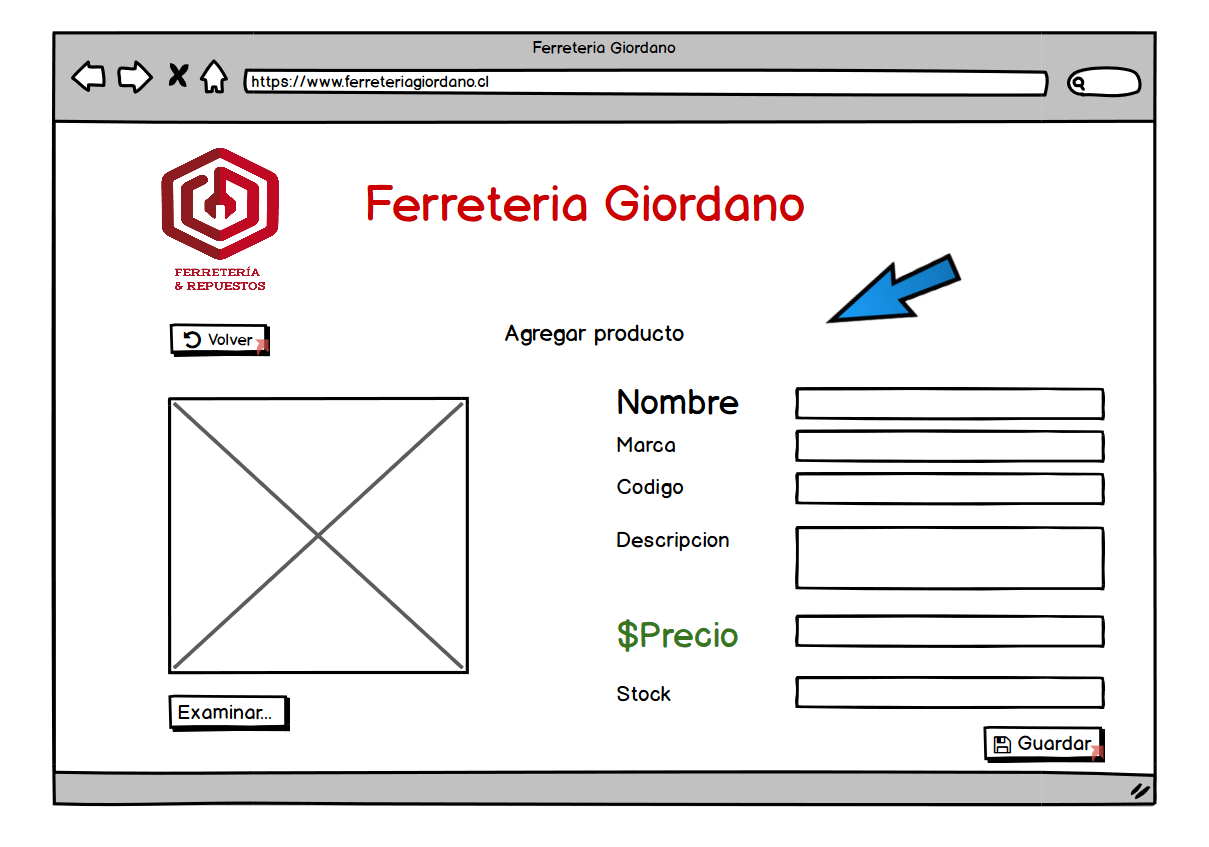 Ferreteria Giordano
https://www.ferreteriagiordano.cl
Ferreteria Giordano
FERRETERÍA
& REPUESTOS
Volver
Agregar producto
Nombre
Marca
Codigo
Descripcion
$Precio
Stock
Examinar...
Guardar